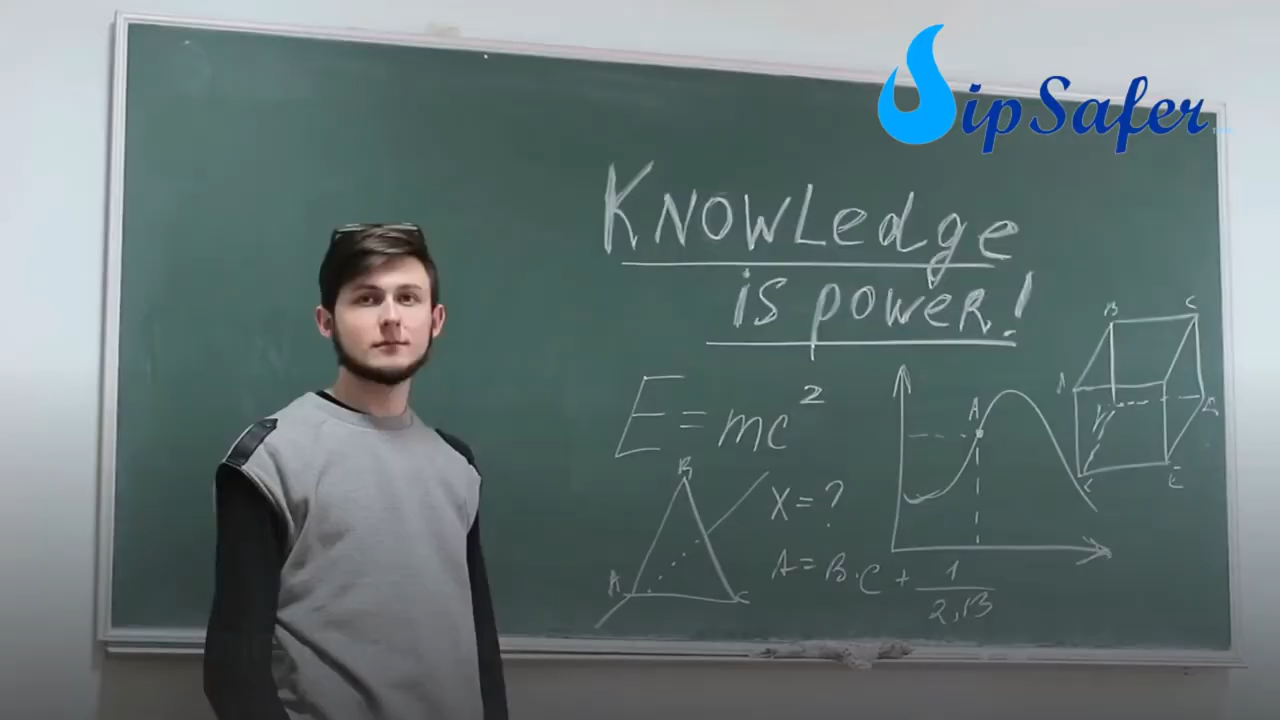 SipSafer
Knowledge
is power!
E = mc²
B
A
C
X = ?
A = B·C + 1/2,13
A
B
C
A
E